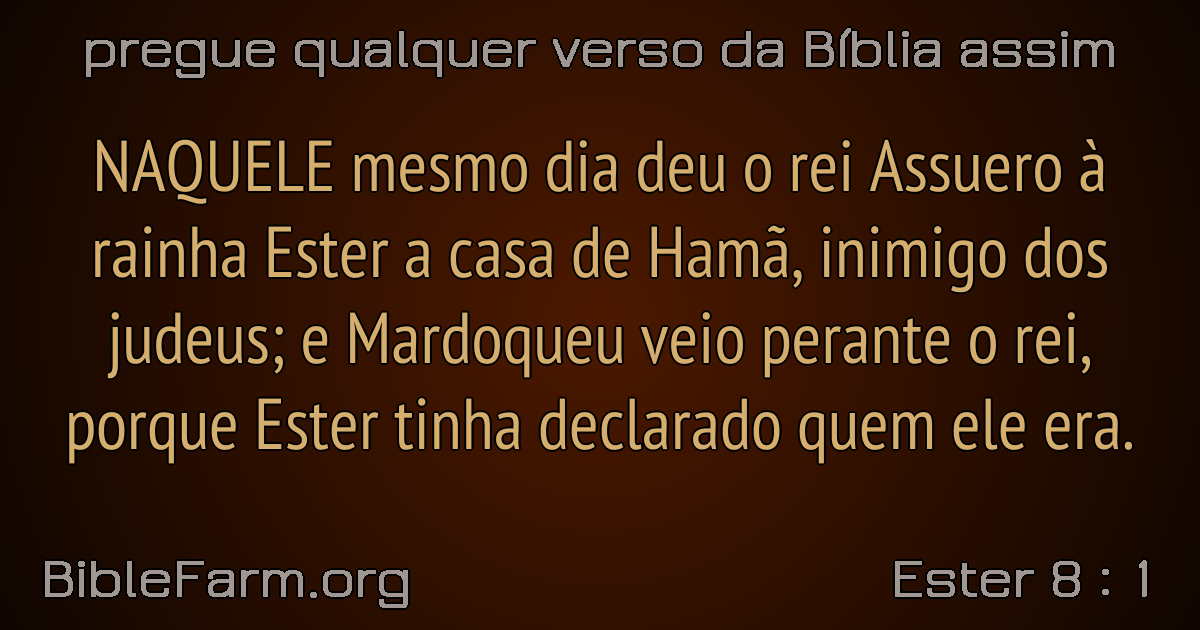 pregue qualquer verso da Bíblia assim
NAQUELE mesmo dia deu o rei Assuero à
rainha Ester a casa de Hamã, inimigo dos
judeus; e Mardoqueu veio perante o rei,
porque Ester tinha declarado quem ele era.
BibleFarm.org
Ester 8 : 1